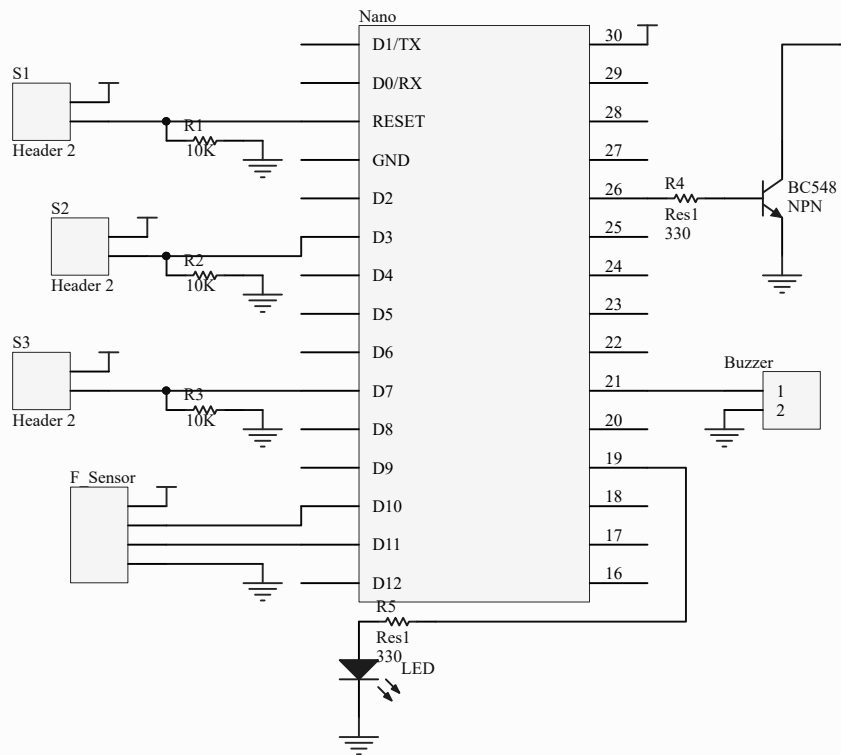 Nano
D1/TX
30
D0/RX
29
S1
RESET
28
R1
10K
Header 2
GND
27
D2
26
R4
Res1
330
BC548
NPN
S2
D3
25
R2
10K
Header 2
D4
24
D5
23
S3
D6
22
Buzzer
1
2
D7
21
R3
10K
Header 2
D8
20
D9
19
F_Sensor
D10
18
D11
17
D12
16
R5
Res1
330
LED